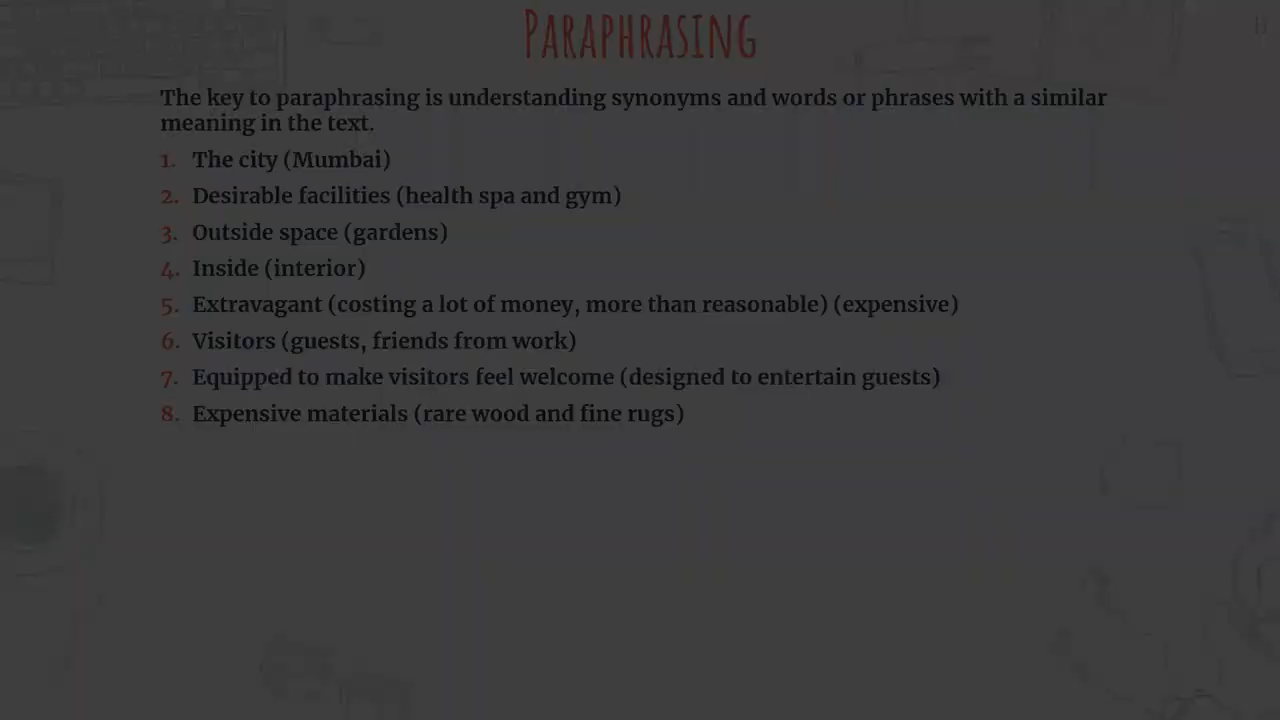 PARAPHRASING
The key to paraphrasing is understanding synonyms and words or phrases with a similar
meaning in the text.
1. The city (Mumbai)
2. Desirable facilities (health spa and gym)
3. Outside space (gardens)
4. Inside (interior)
5. Extravagant (costing a lot of money, more than reasonable) (expensive)
6. Visitors (guests, friends from work)
7. Equipped to make visitors feel welcome (designed to entertain guests)
8. Expensive materials (rare wood and fine rugs)